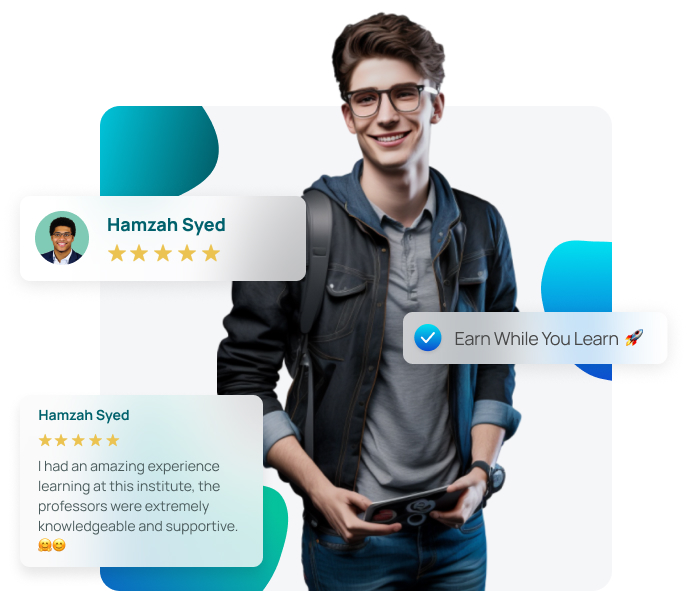 Hamzah Syed
Earn While You Learn 🚀
Hamzah Syed
I had an amazing experience
learning at this institute, the
professors were extremely
knowledgeable and supportive.
🤗😊